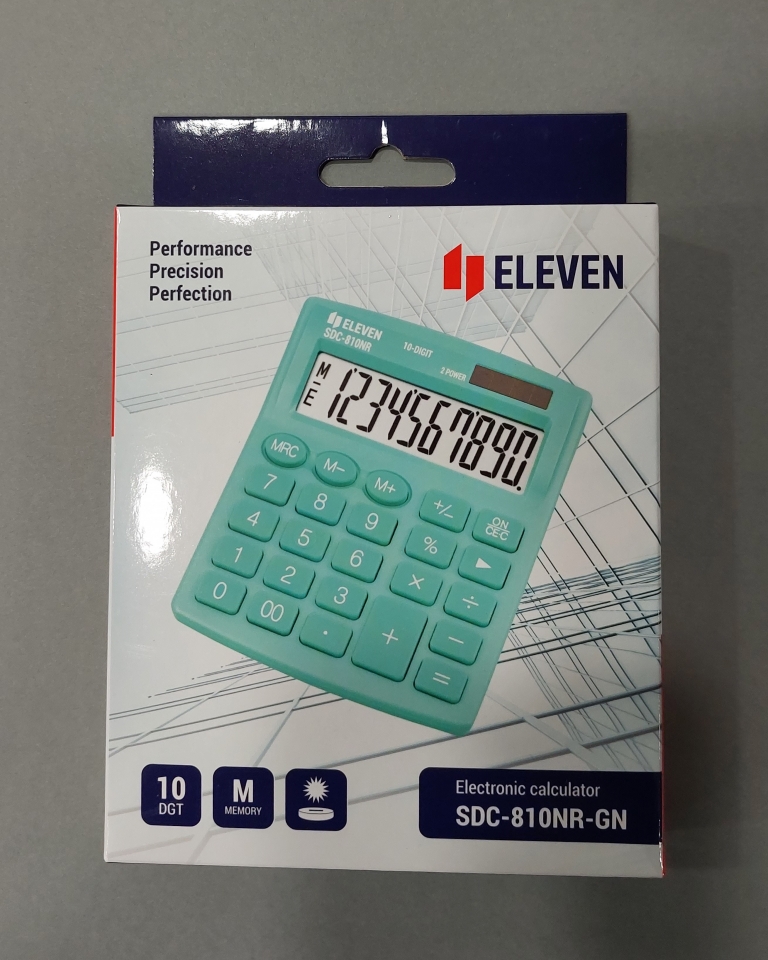 Performance
Precision
Perfection
ELEVEN
ELEVEN
SDC-810NR
10-DIGIT
2 POWER
M
–
E
1234567890.
MRC M– M+
7 8 9 +/– ON
CE·C
4 5 6 % ►
1 2 3 × ÷
0 00 · + –
=
10
DGT
M
MEMORY
Electronic calculator
SDC-810NR-GN